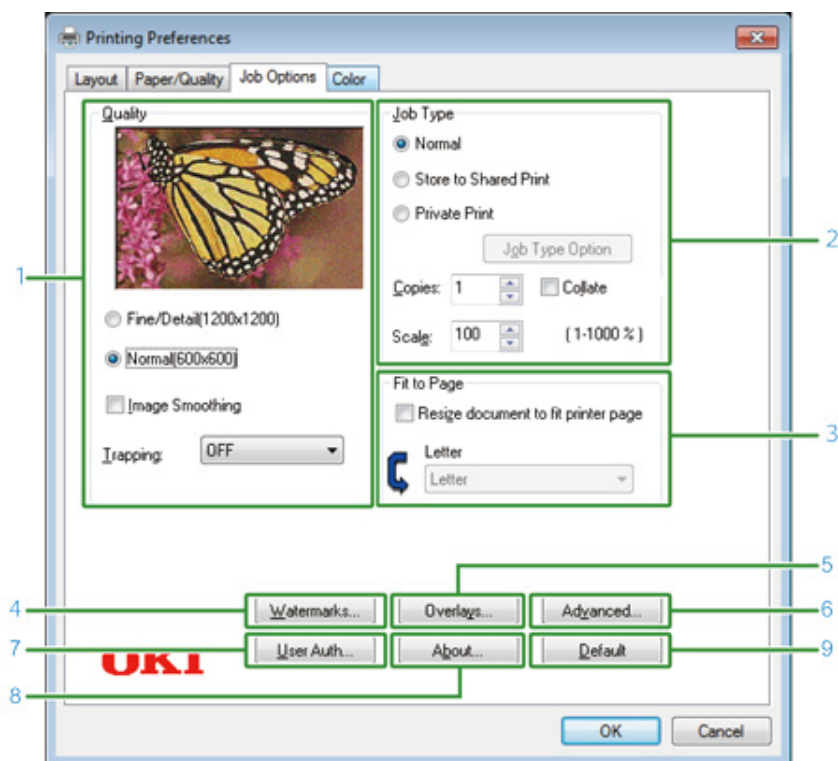 Printing Preferences
Layout Paper/Quality Job Options Color
Quality
1
Fine/Detail(1200x1200)
Normal(600x600)
Image Smoothing
Trapping: OFF
Job Type
Normal
Store to Shared Print
Private Print
Job Type Option
2
Copies: 1 Collate
Scale: 100 (1-1000 %)
Fit to Page
Resize document to fit printer page
3
Letter
Letter
5
4 Watermarks... Overlays... Advanced... 6
7 User Auth... About... Default 9
OKI
8
OK Cancel